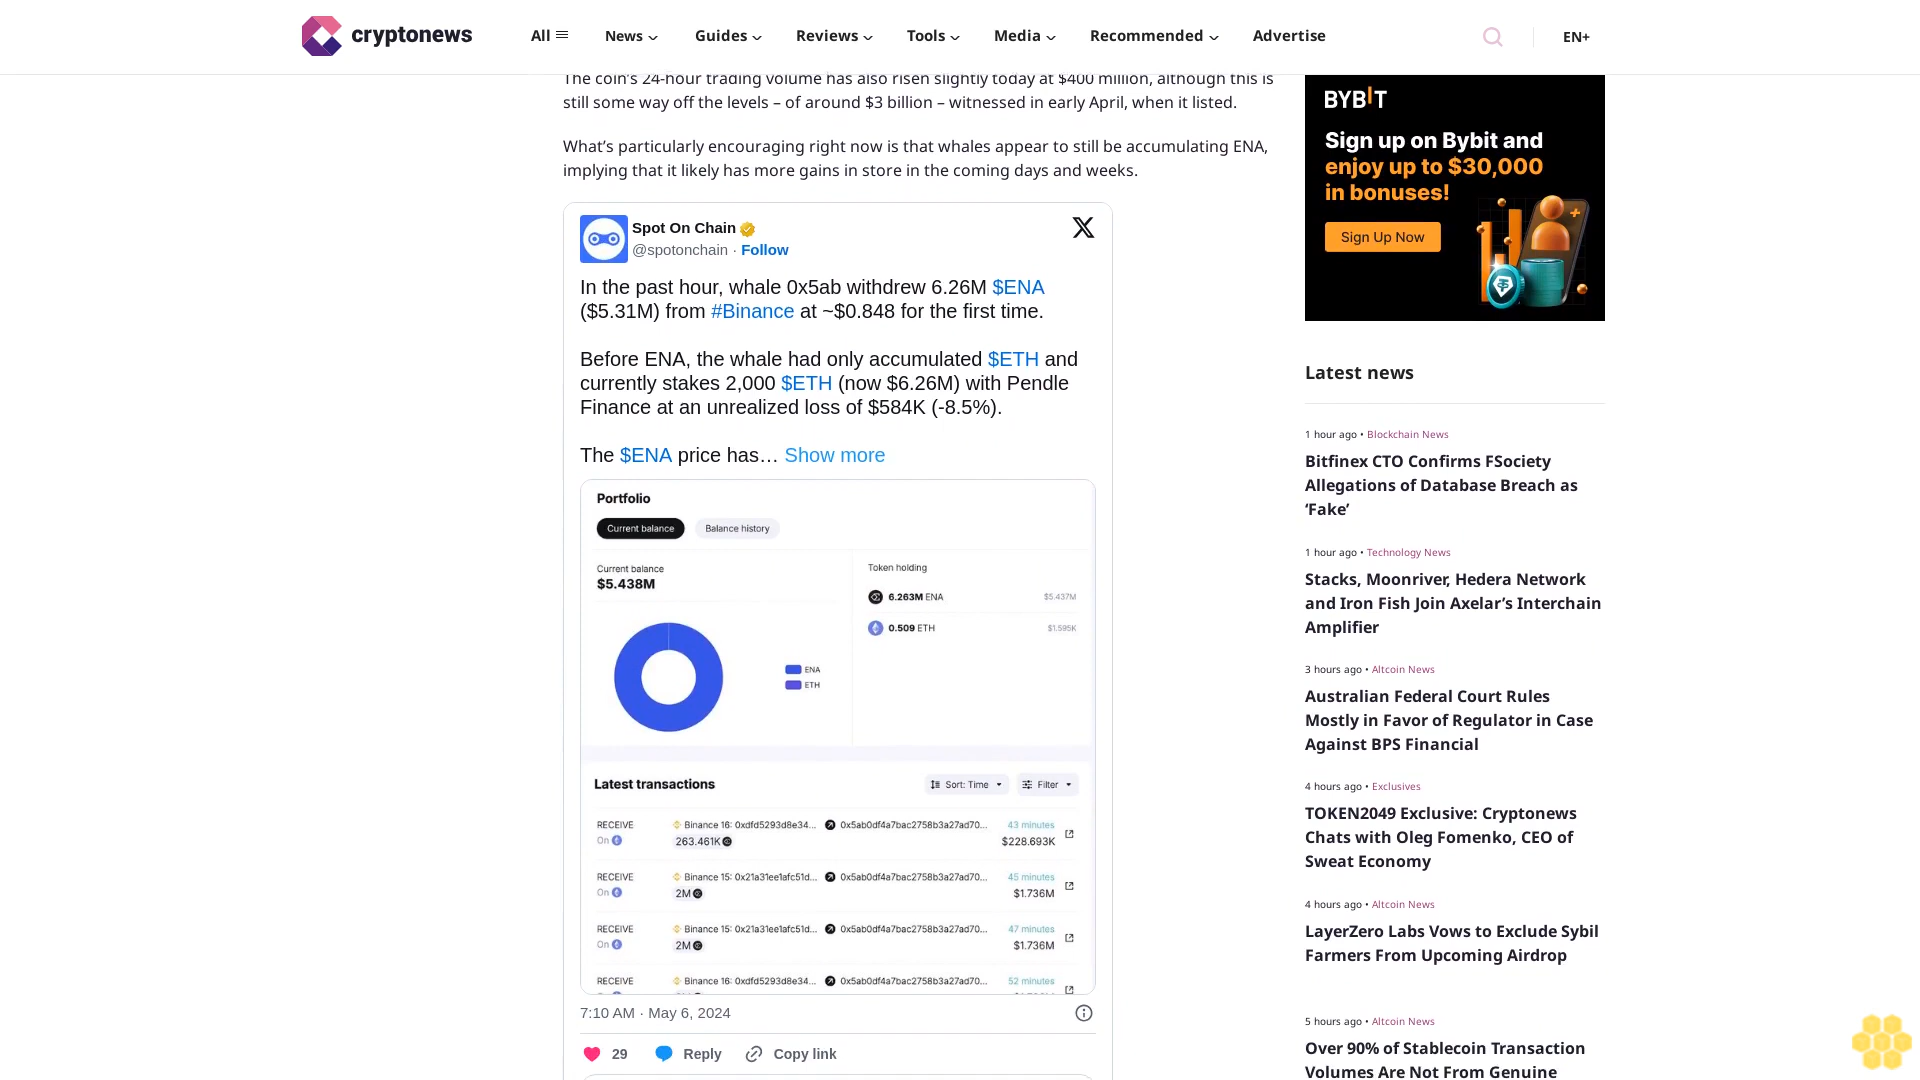 cryptonews
All
News
Guides
Reviews
Tools
Media
Recommended
Advertise
EN+
The coin's 24-hour trading volume has also risen slightly today at $400 million, although this is
still some way off the levels – of around $3 billion – witnessed in early April, when it listed.
What's particularly encouraging right now is that whales appear to still be accumulating ENA,
implying that it likely has more gains in store in the coming days and weeks.
Spot On Chain
@spotonchain · Follow
In the past hour, whale 0x5ab withdrew 6.26M $ENA
($5.31M) from #Binance at ~$0.848 for the first time.
Before ENA, the whale had only accumulated $ETH and
currently stakes 2,000 $ETH (now $6.26M) with Pendle
Finance at an unrealized loss of $584K (-8.5%).
The $ENA price has… Show more
Portfolio
Current balance
Balance history
Current balance
$5.438M
ENA
ETH
Token holding
6.263M ENA $5.437M
0.509 ETH $1.595K
Latest transactions
Sort: Time
Filter
RECEIVE Binance 16: 0xdfd5293d8e34... 0x5ab0df4a7bac2758b3a27ad70... 43 minutes
On 263.461K $228.693K
RECEIVE Binance 15: 0x21a31ee1afc51d... 0x5ab0df4a7bac2758b3a27ad70... 45 minutes
On 2M $1.736M
RECEIVE Binance 15: 0x21a31ee1afc51d... 0x5ab0df4a7bac2758b3a27ad70... 47 minutes
On 2M $1.736M
RECEIVE Binance 16: 0xdfd5293d8e34... 0x5ab0df4a7bac2758b3a27ad70... 52 minutes
7:10 AM · May 6, 2024
29
Reply
Copy link
BYBIT
Sign up on Bybit and
enjoy up to $30,000
in bonuses!
Sign Up Now
Latest news
1 hour ago • Blockchain News
Bitfinex CTO Confirms FSociety
Allegations of Database Breach as
‘Fake’
1 hour ago • Technology News
Stacks, Moonriver, Hedera Network
and Iron Fish Join Axelar’s Interchain
Amplifier
3 hours ago • Altcoin News
Australian Federal Court Rules
Mostly in Favor of Regulator in Case
Against BPS Financial
4 hours ago • Exclusives
TOKEN2049 Exclusive: Cryptonews
Chats with Oleg Fomenko, CEO of
Sweat Economy
4 hours ago • Altcoin News
LayerZero Labs Vows to Exclude Sybil
Farmers From Upcoming Airdrop
5 hours ago • Altcoin News
Over 90% of Stablecoin Transaction
Volumes Are Not From Genuine